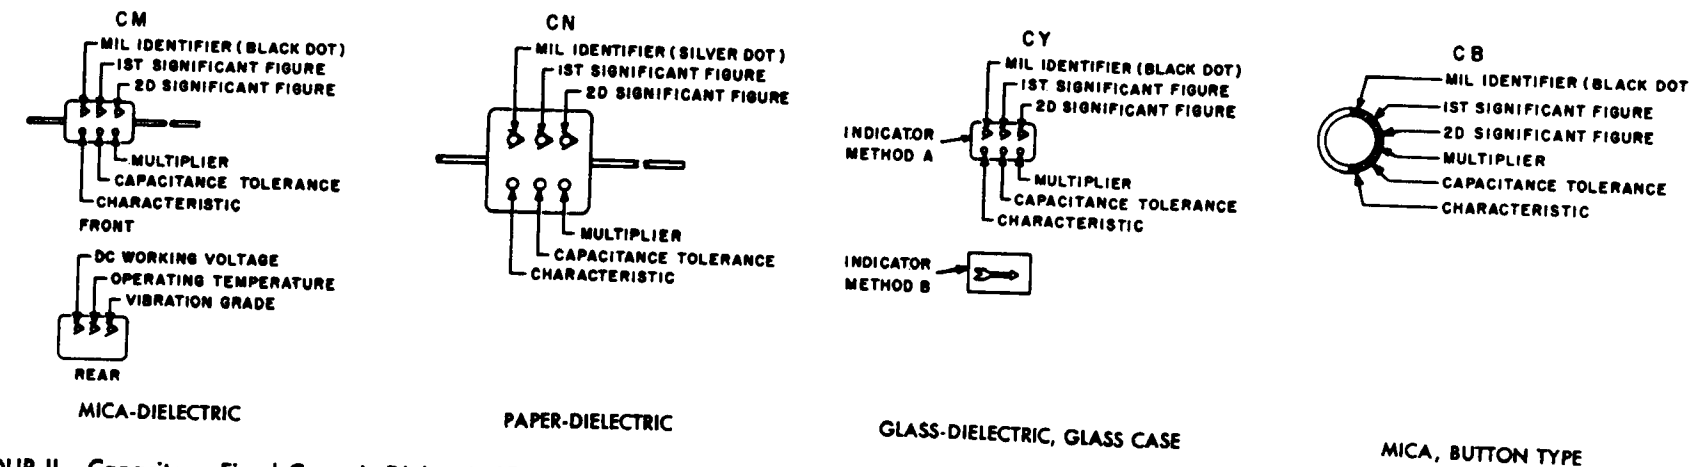 CM
MIL IDENTIFIER (BLACK DOT)
1ST SIGNIFICANT FIGURE
2D SIGNIFICANT FIGURE
MULTIPLIER
CAPACITANCE TOLERANCE
CHARACTERISTIC
FRONT
DC WORKING VOLTAGE
OPERATING TEMPERATURE
VIBRATION GRADE
REAR
MICA-DIELECTRIC
CN
MIL IDENTIFIER (SILVER DOT)
1ST SIGNIFICANT FIGURE
2D SIGNIFICANT FIGURE
MULTIPLIER
CAPACITANCE TOLERANCE
CHARACTERISTIC
PAPER-DIELECTRIC
CY
MIL IDENTIFIER (BLACK DOT)
1ST SIGNIFICANT FIGURE
2D SIGNIFICANT FIGURE
INDICATOR
METHOD A
MULTIPLIER
CAPACITANCE TOLERANCE
CHARACTERISTIC
INDICATOR
METHOD B
GLASS-DIELECTRIC, GLASS CASE
CB
MIL IDENTIFIER (BLACK DOT
1ST SIGNIFICANT FIGURE
2D SIGNIFICANT FIGURE
MULTIPLIER
CAPACITANCE TOLERANCE
CHARACTERISTIC
MICA, BUTTON TYPE